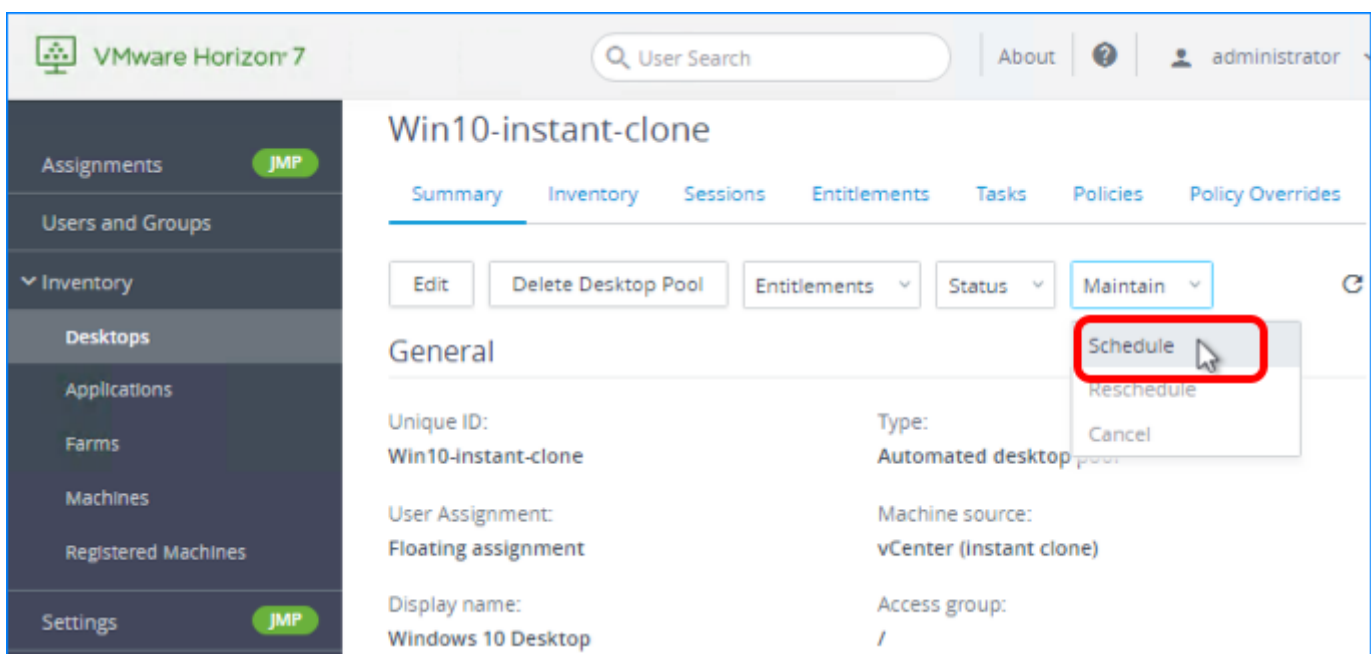 VMware Horizon 7
User Search
About
administrator
Assignments JMP
Users and Groups
Inventory
Desktops
Applications
Farms
Machines
Registered Machines
Settings JMP
Win10-instant-clone
Summary Inventory Sessions Entitlements Tasks Policies Policy Overrides
Edit Delete Desktop Pool Entitlements Status Maintain
Schedule
Reschedule
Cancel
General
Unique ID:
Win10-instant-clone
Type:
Automated desktop pool
User Assignment:
Floating assignment
Machine source:
vCenter (instant clone)
Display name:
Windows 10 Desktop
Access group:
/